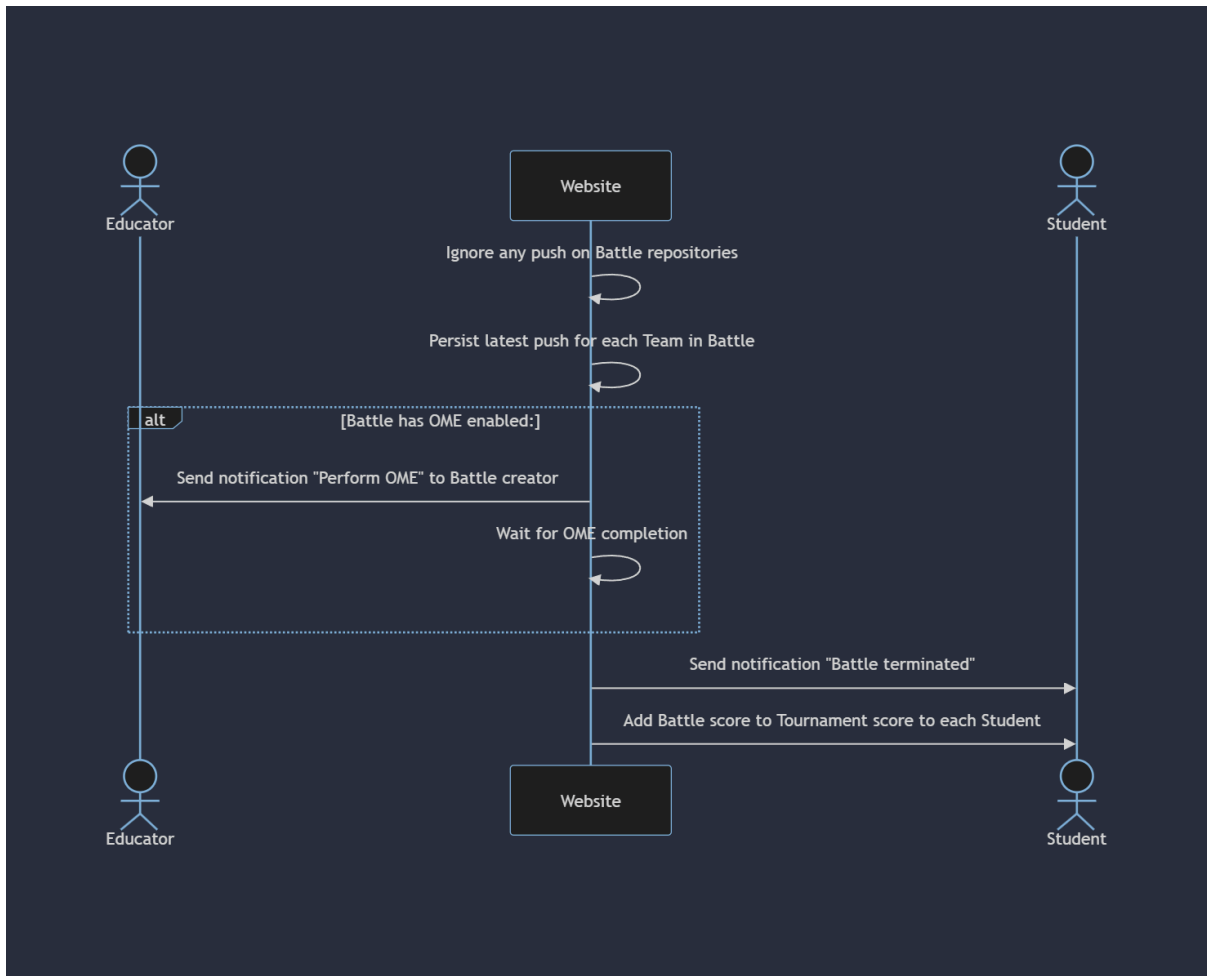 Website
Educator
Student
Ignore any push on Battle repositories
Persist latest push for each Team in Battle
alt
[Battle has OME enabled:]
Send notification "Perform OME" to Battle creator
Wait for OME completion
Send notification "Battle terminated"
Add Battle score to Tournament score to each Student
Website
Educator
Student